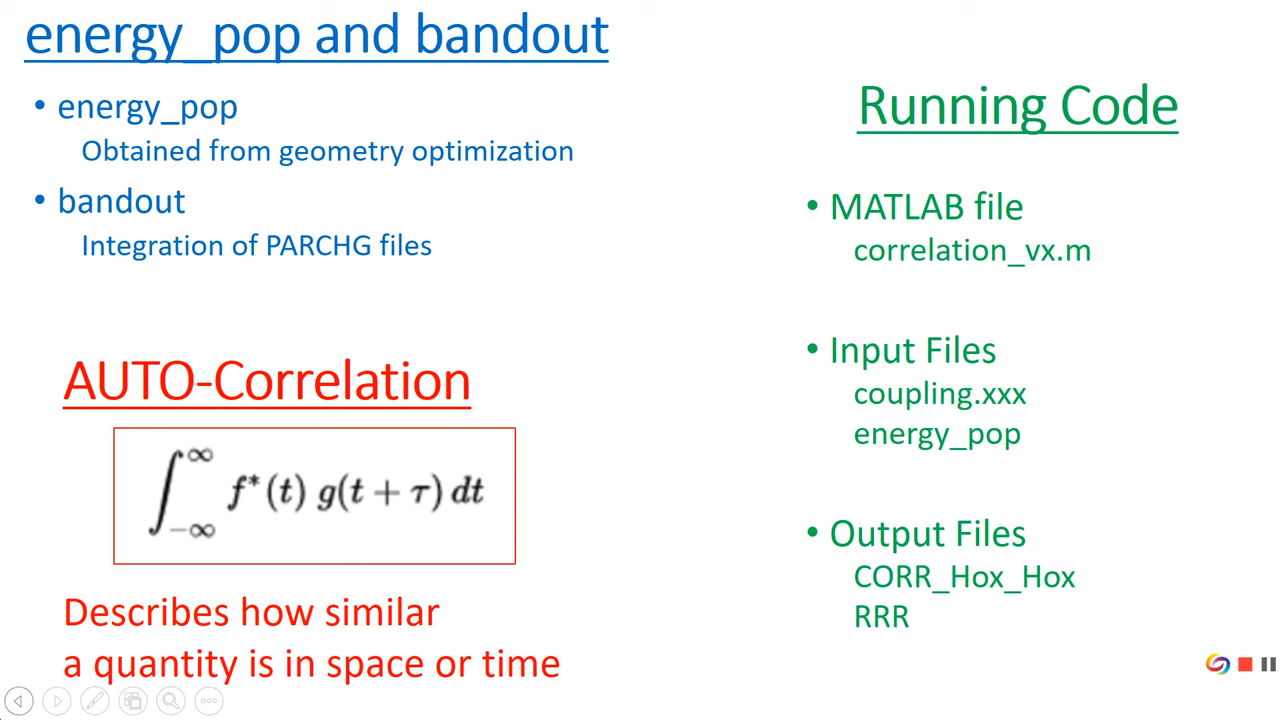 energy_pop and bandout
• energy_pop
Obtained from geometry optimization
• bandout
Integration of PARCHG files
AUTO-Correlation
∫_{-∞}^{∞} f*(t) g(t + τ) dt
Describes how similar
a quantity is in space or time
Running Code
• MATLAB file
correlation_vx.m
• Input Files
coupling.xxx
energy_pop
• Output Files
CORR_Hox_Hox
RRR